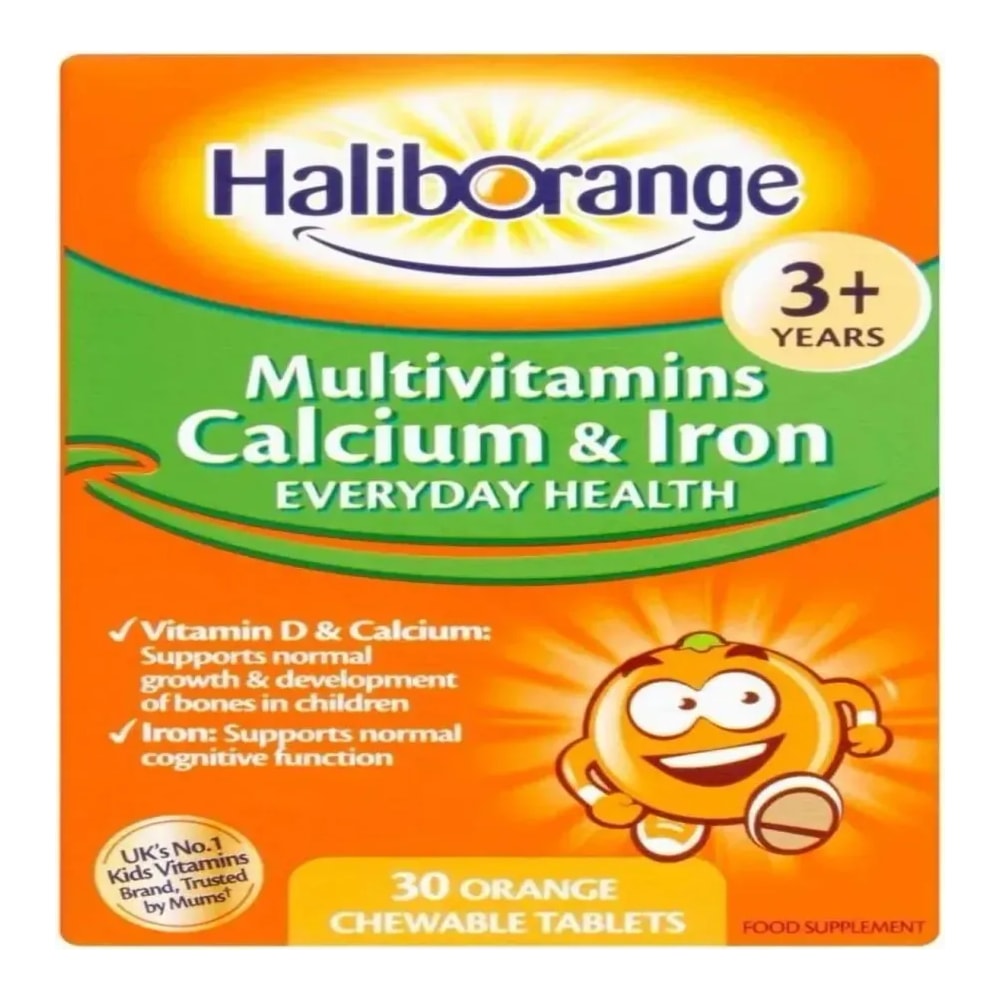 Haliborange
3+
YEARS
Multivitamins
Calcium & Iron
EVERYDAY HEALTH
✓ Vitamin D & Calcium:
Supports normal
growth & development
of bones in children
✓ Iron: Supports normal
cognitive function
UK's No.1
Kids Vitamins
Brand, Trusted
by Mums†
30 ORANGE
CHEWABLE TABLETS
FOOD SUPPLEMENT